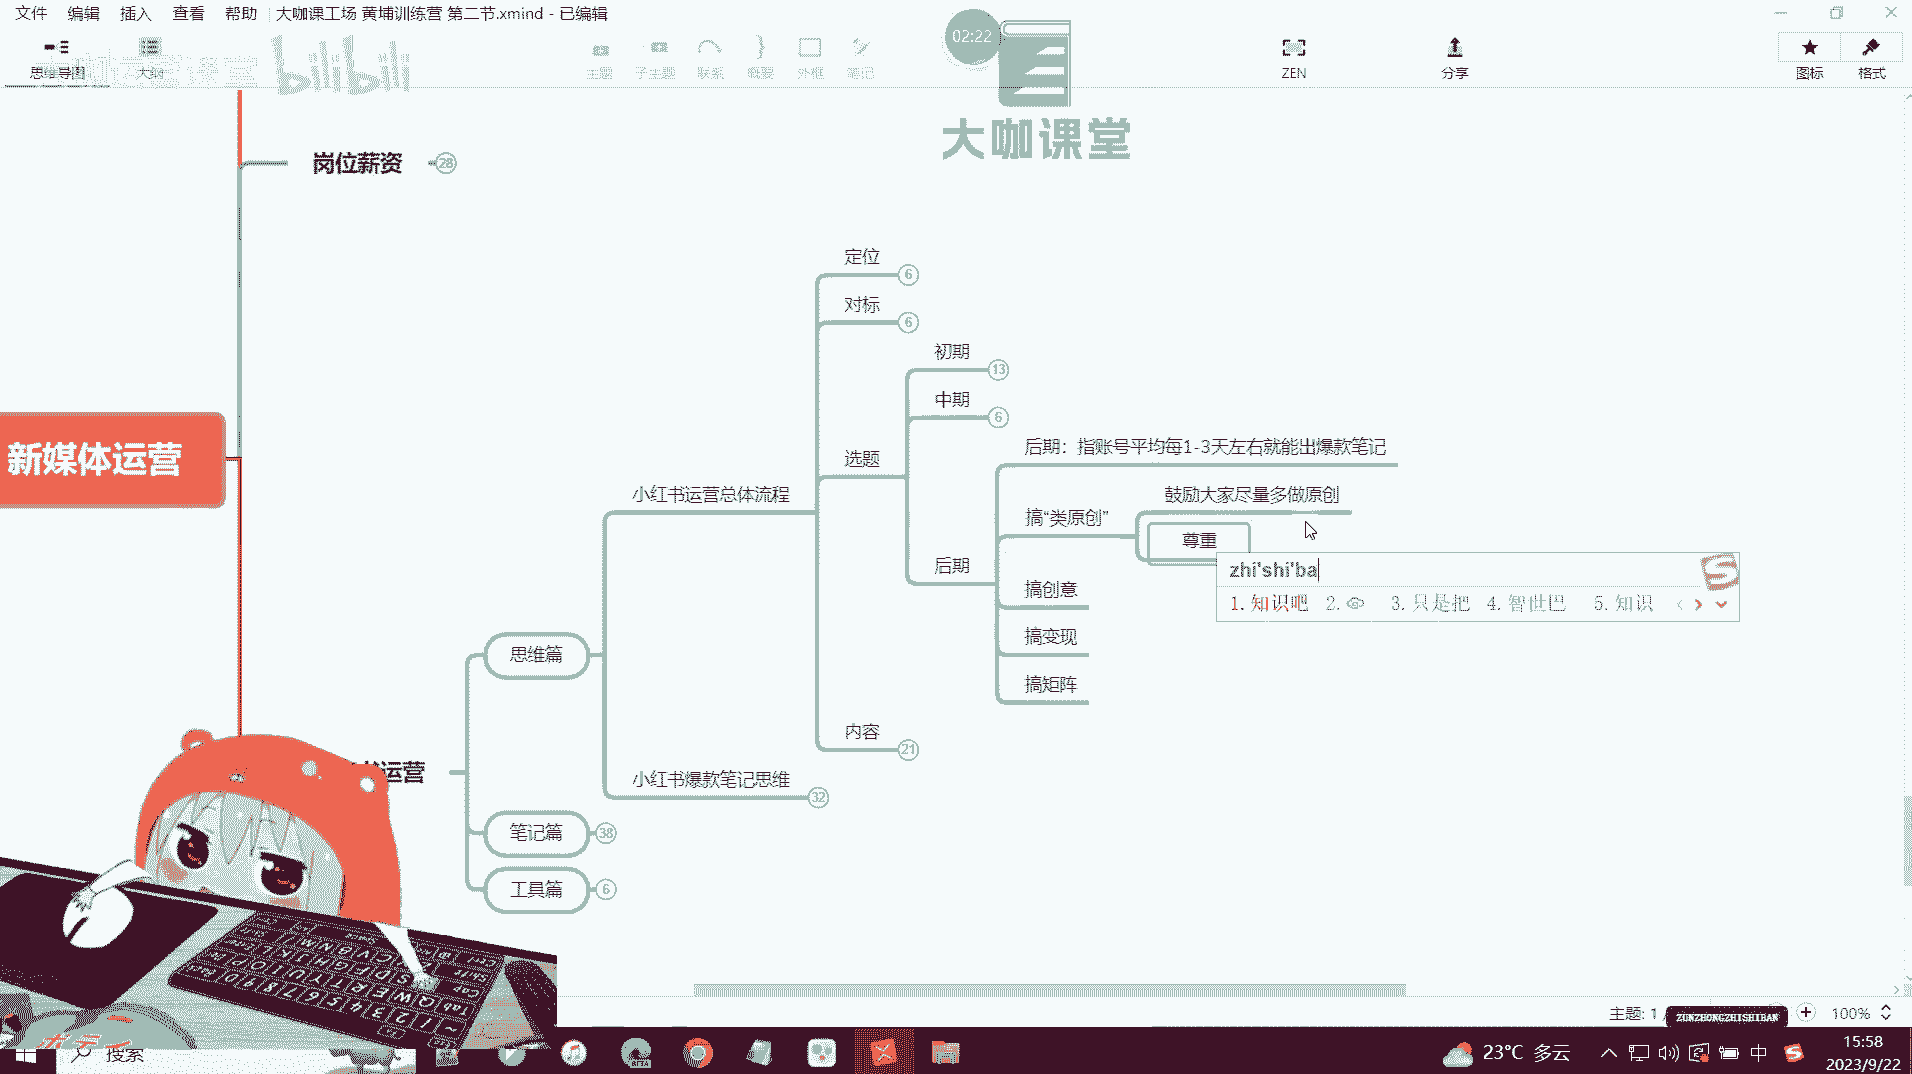 文件 编辑 插入 查看 帮助 大咖课工场 黄埔训练营 第二节.xmind - 已编辑
思维导图 大纲
bilibili
主题 子主题 联系 概要 外框 笔记
02:22
ZEN 分享 图标 格式
大咖课堂
岗位薪资 28
定位 6
对标 6
初期 13
中期 6
后期：指账号平均每1-3天左右就能出爆款笔记
新媒体运营
选题
小红书运营总体流程
鼓励大家尽量多做原创
搞“类原创”
尊重
后期
zhi'shi'ba
搞创意
1. 知识吧 2. 3. 只是把 4. 智世巴 5. 知识
搞变现
思维篇
搞矩阵
内容 21
运营
小红书爆款笔记思维 32
笔记篇 38
工具篇 6
主题: 1 /
ZUNZHONGZHISHIBAN
100%
搜索
23°C 多云
中
15:58
2023/9/22